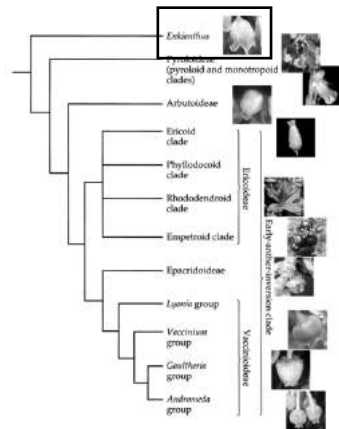 Enkianthus
Pyroloideae
(pyroloid and monotropoid
clades)
Arbutoideae
Ericoid
clade
Phyllodocoid
clade
Rhododendroid
clade
Empetroid clade
Epacridoideae
Lyonia group
Vaccinium
group
Gaultheria
group
Andromeda
group
Ericoideae
Vaccinioideae
Early-anther-inversion clade